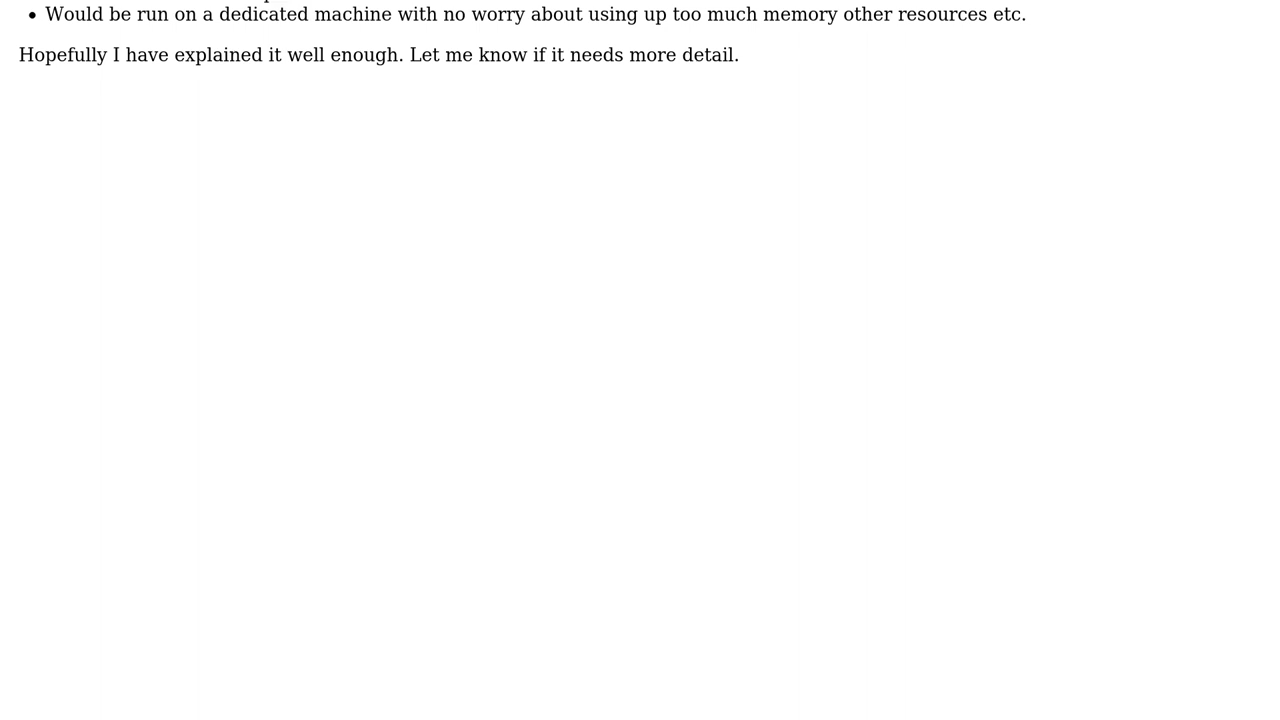 • Would be run on a dedicated machine with no worry about using up too much memory other resources etc.
Hopefully I have explained it well enough. Let me know if it needs more detail.